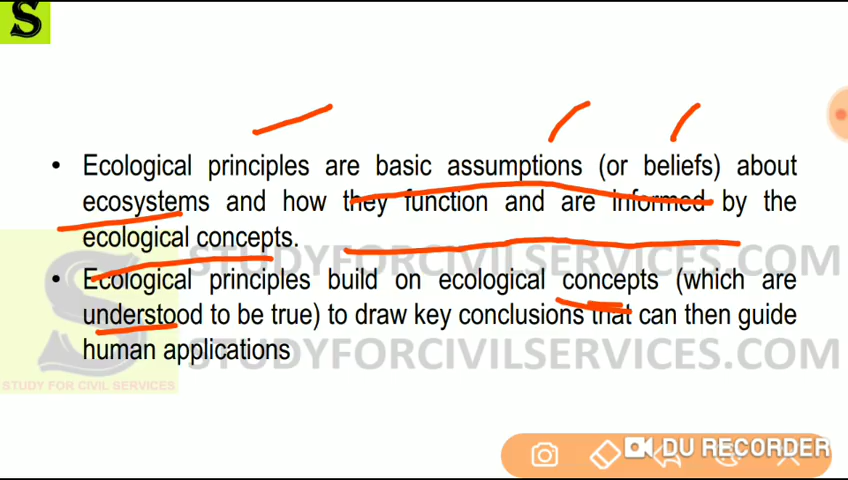 S
• Ecological principles are basic assumptions (or beliefs) about
ecosystems and how they function and are informed by the
ecological concepts.
STUDYFORCIVILSERVICES.COM
• Ecological principles build on ecological concepts (which are
understood to be true) to draw key conclusions that can then guide
human applications
STUDYFORCIVILSERVICES.COM
S
STUDY FOR CIVIL SERVICES
DU RECORDER